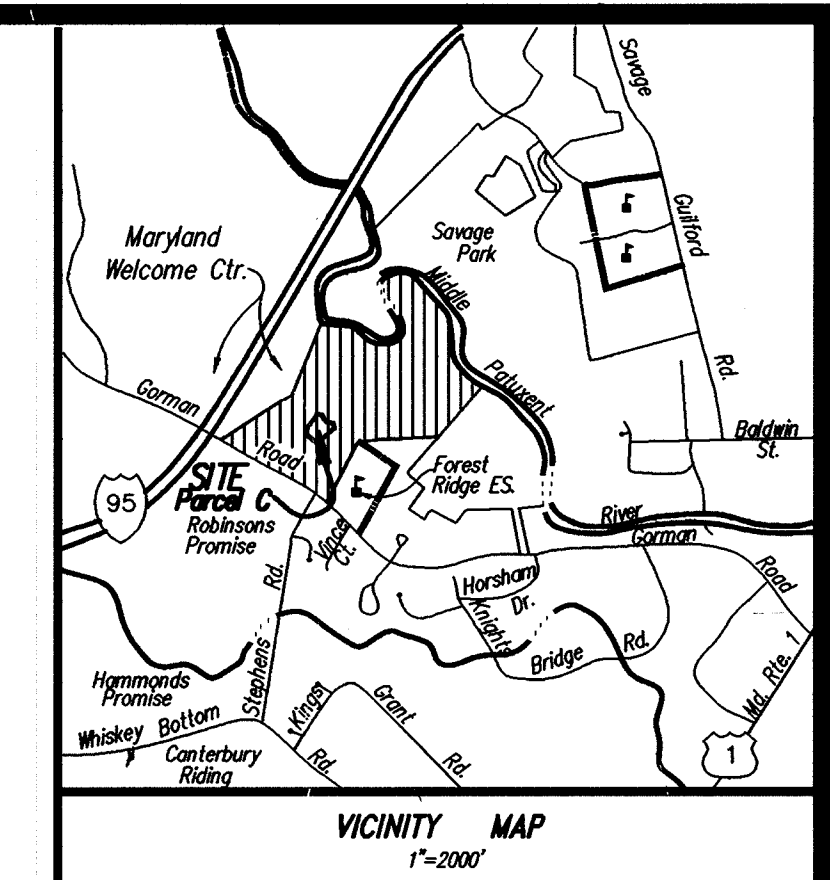 Savage
Guilford
Rd.
Maryland
Welcome Ctr.
Savage
Park
Middle
Patuxent
River
Gorman
Road
SITE
Parcel C
95
Robinsons
Promise
Forest
Ridge ES.
Vince
Ct.
Baldwin
St.
Gorman
Road
Horsham
Dr.
Knights
Bridge Rd.
Stephens
Rd.
Hammonds
Promise
Whiskey Bottom
Rd.
Kings
Grant
Rd.
Canterbury
Riding
Md. Rte. 1
1
VICINITY MAP
1"=2000'